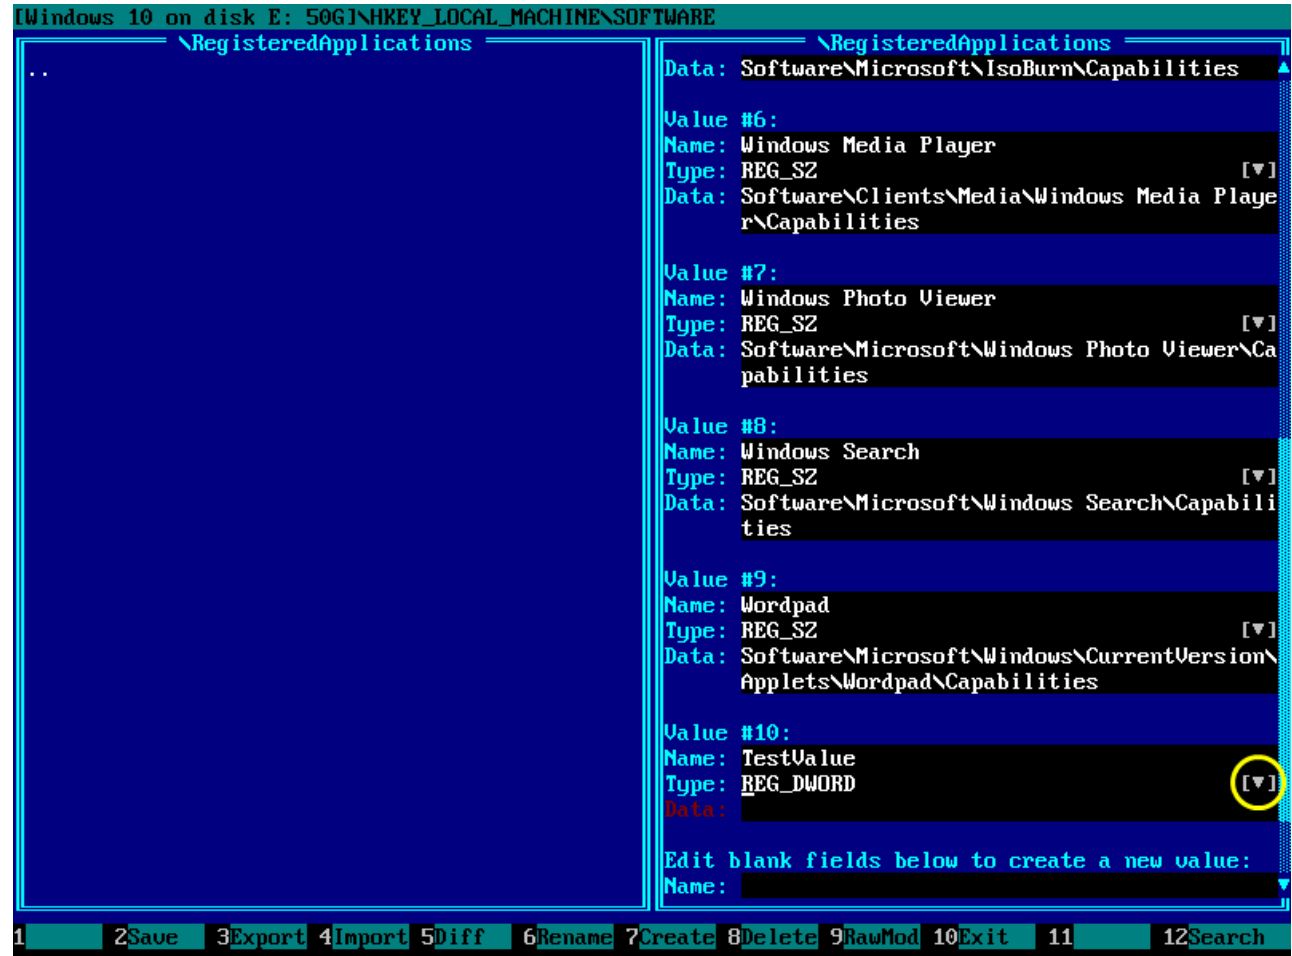 [Windows 10 on disk E: 50G]\HKEY_LOCAL_MACHINE\SOFTWARE
\RegisteredApplications
..
\RegisteredApplications
Data: Software\Microsoft\IsoBurn\Capabilities
Value #6:
Name: Windows Media Player
Type: REG_SZ [▼]
Data: Software\Clients\Media\Windows Media Playe
r\Capabilities
Value #7:
Name: Windows Photo Viewer
Type: REG_SZ [▼]
Data: Software\Microsoft\Windows Photo Viewer\Ca
pabilities
Value #8:
Name: Windows Search
Type: REG_SZ [▼]
Data: Software\Microsoft\Windows Search\Capabili
ties
Value #9:
Name: Wordpad
Type: REG_SZ [▼]
Data: Software\Microsoft\Windows\CurrentVersion\
Applets\Wordpad\Capabilities
Value #10:
Name: TestValue
Type: REG_DWORD [▼]
Data:
Edit blank fields below to create a new value:
Name:
1 2Save 3Export 4Import 5Diff 6Rename 7Create 8Delete 9RawMod 10Exit 11 12Search